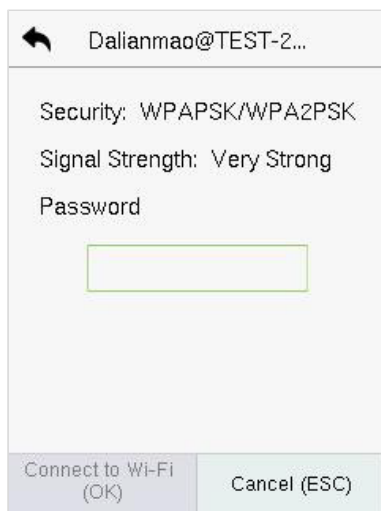 Dalianmao@TEST-2...
Security: WPAPSK/WPA2PSK
Signal Strength: Very Strong
Password
Connect to Wi-Fi
(OK)
Cancel (ESC)